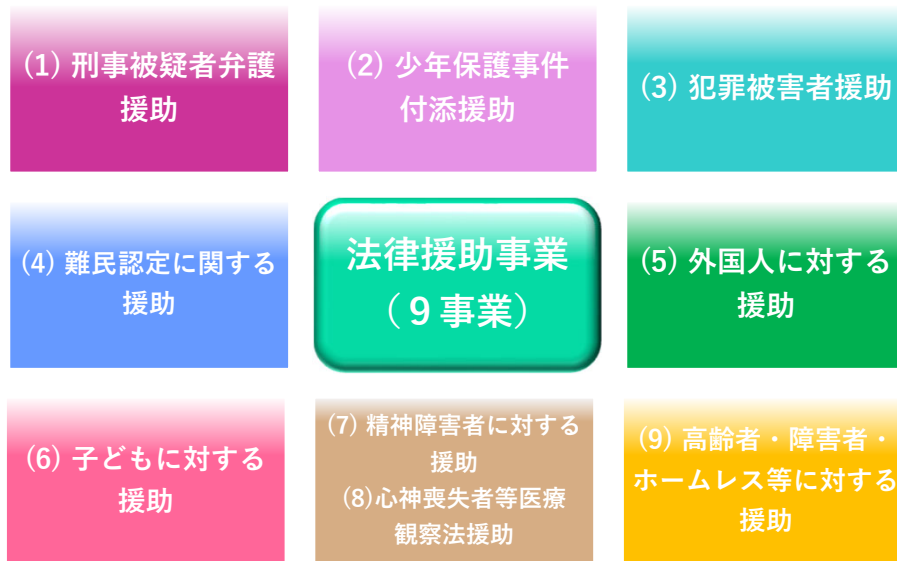 (1) 刑事被疑者弁護
援助
(2) 少年保護事件
付添援助
(3) 犯罪被害者援助
(4) 難民認定に関する
援助
法律援助事業
（９事業）
(5) 外国人に対する
援助
(6) 子どもに対する
援助
(7) 精神障害者に対する
援助
(8)心神喪失者等医療
観察法援助
(9) 高齢者・障害者・
ホームレス等に対する
援助